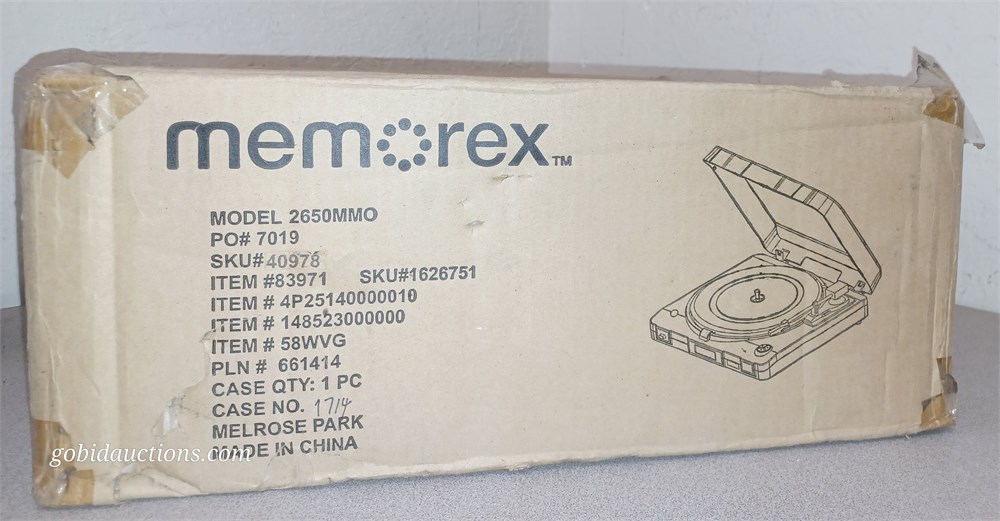 memorex™
MODEL 2650MMO
PO# 7019
SKU#40978
ITEM #83971 SKU#1626751
ITEM # 4P25140000010
ITEM # 148523000000
ITEM # 58WVG
PLN # 661414
CASE QTY: 1 PC
CASE NO. 1714
MELROSE PARK
MADE IN CHINA
gobidauctions.com